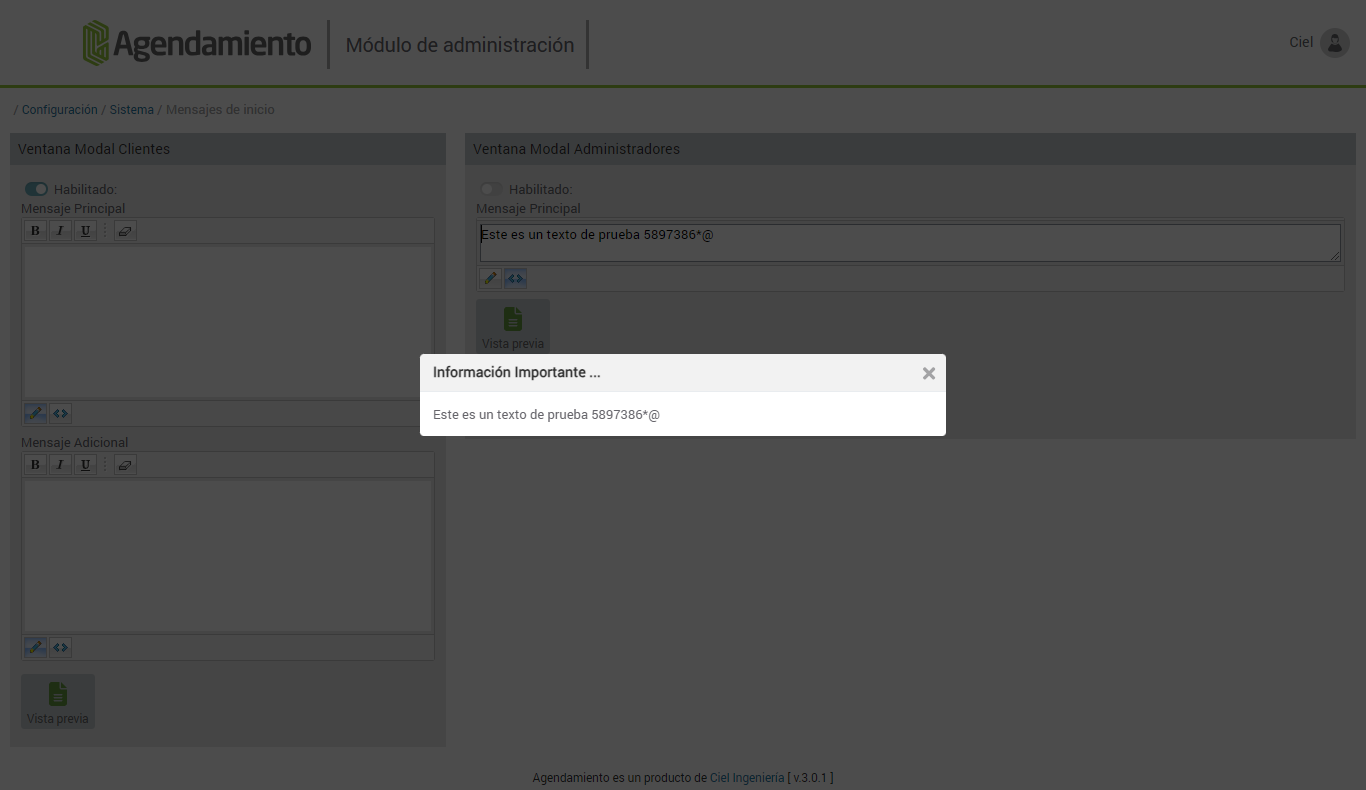 Agendamiento
Módulo de administración
Ciel
/ Configuración / Sistema / Mensajes de inicio
Ventana Modal Clientes
Habilitado:
Mensaje Principal
B I U
Mensaje Adicional
B I U
Vista previa
Ventana Modal Administradores
Habilitado:
Mensaje Principal
Este es un texto de prueba 5897386*@
Vista previa
Información Importante ...
Este es un texto de prueba 5897386*@
Agendamiento es un producto de Ciel Ingenieria [ v.3.0.1 ]